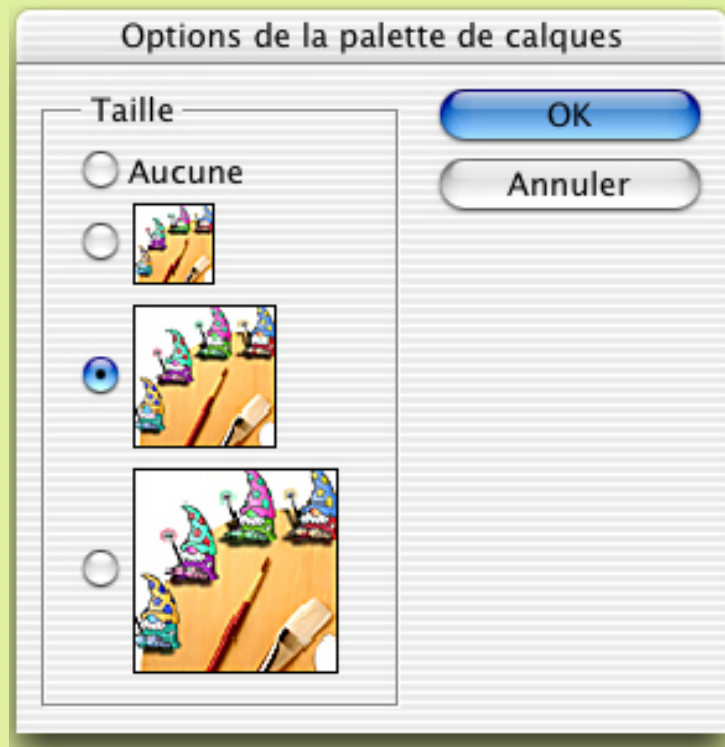 Options de la palette de calques
Taille
OK
Aucune
Annuler